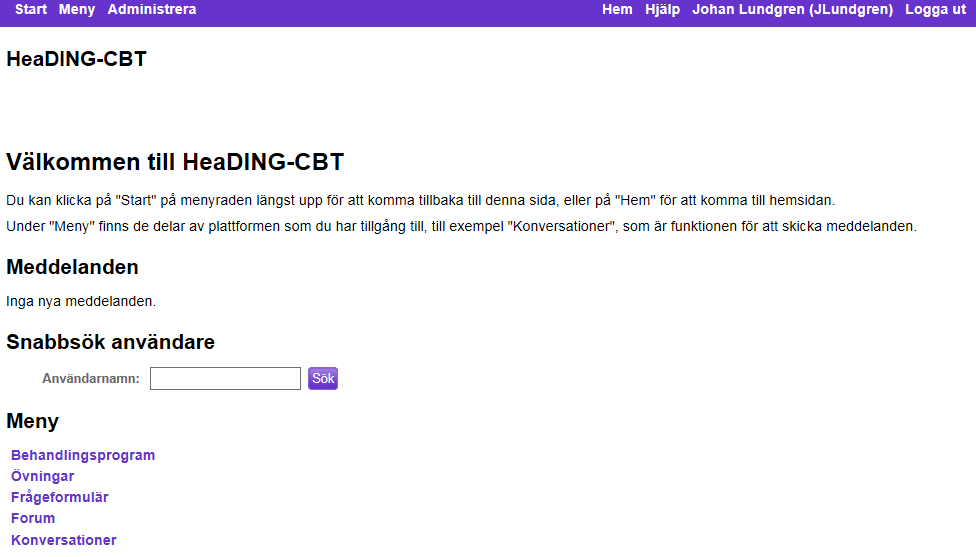 Start Meny Administrera Hem Hjälp Johan Lundgren (JLundgren) Logga ut
HeaDING-CBT
Välkommen till HeaDING-CBT
Du kan klicka på "Start" på menyraden längst upp för att komma tillbaka till denna sida, eller på "Hem" för att komma till hemsidan.
Under "Meny" finns de delar av plattformen som du har tillgång till, till exempel "Konversationer", som är funktionen för att skicka meddelanden.
Meddelanden
Inga nya meddelanden.
Snabbsök användare
Användarnamn: Sök
Meny
Behandlingsprogram
Övningar
Frågeformulär
Forum
Konversationer